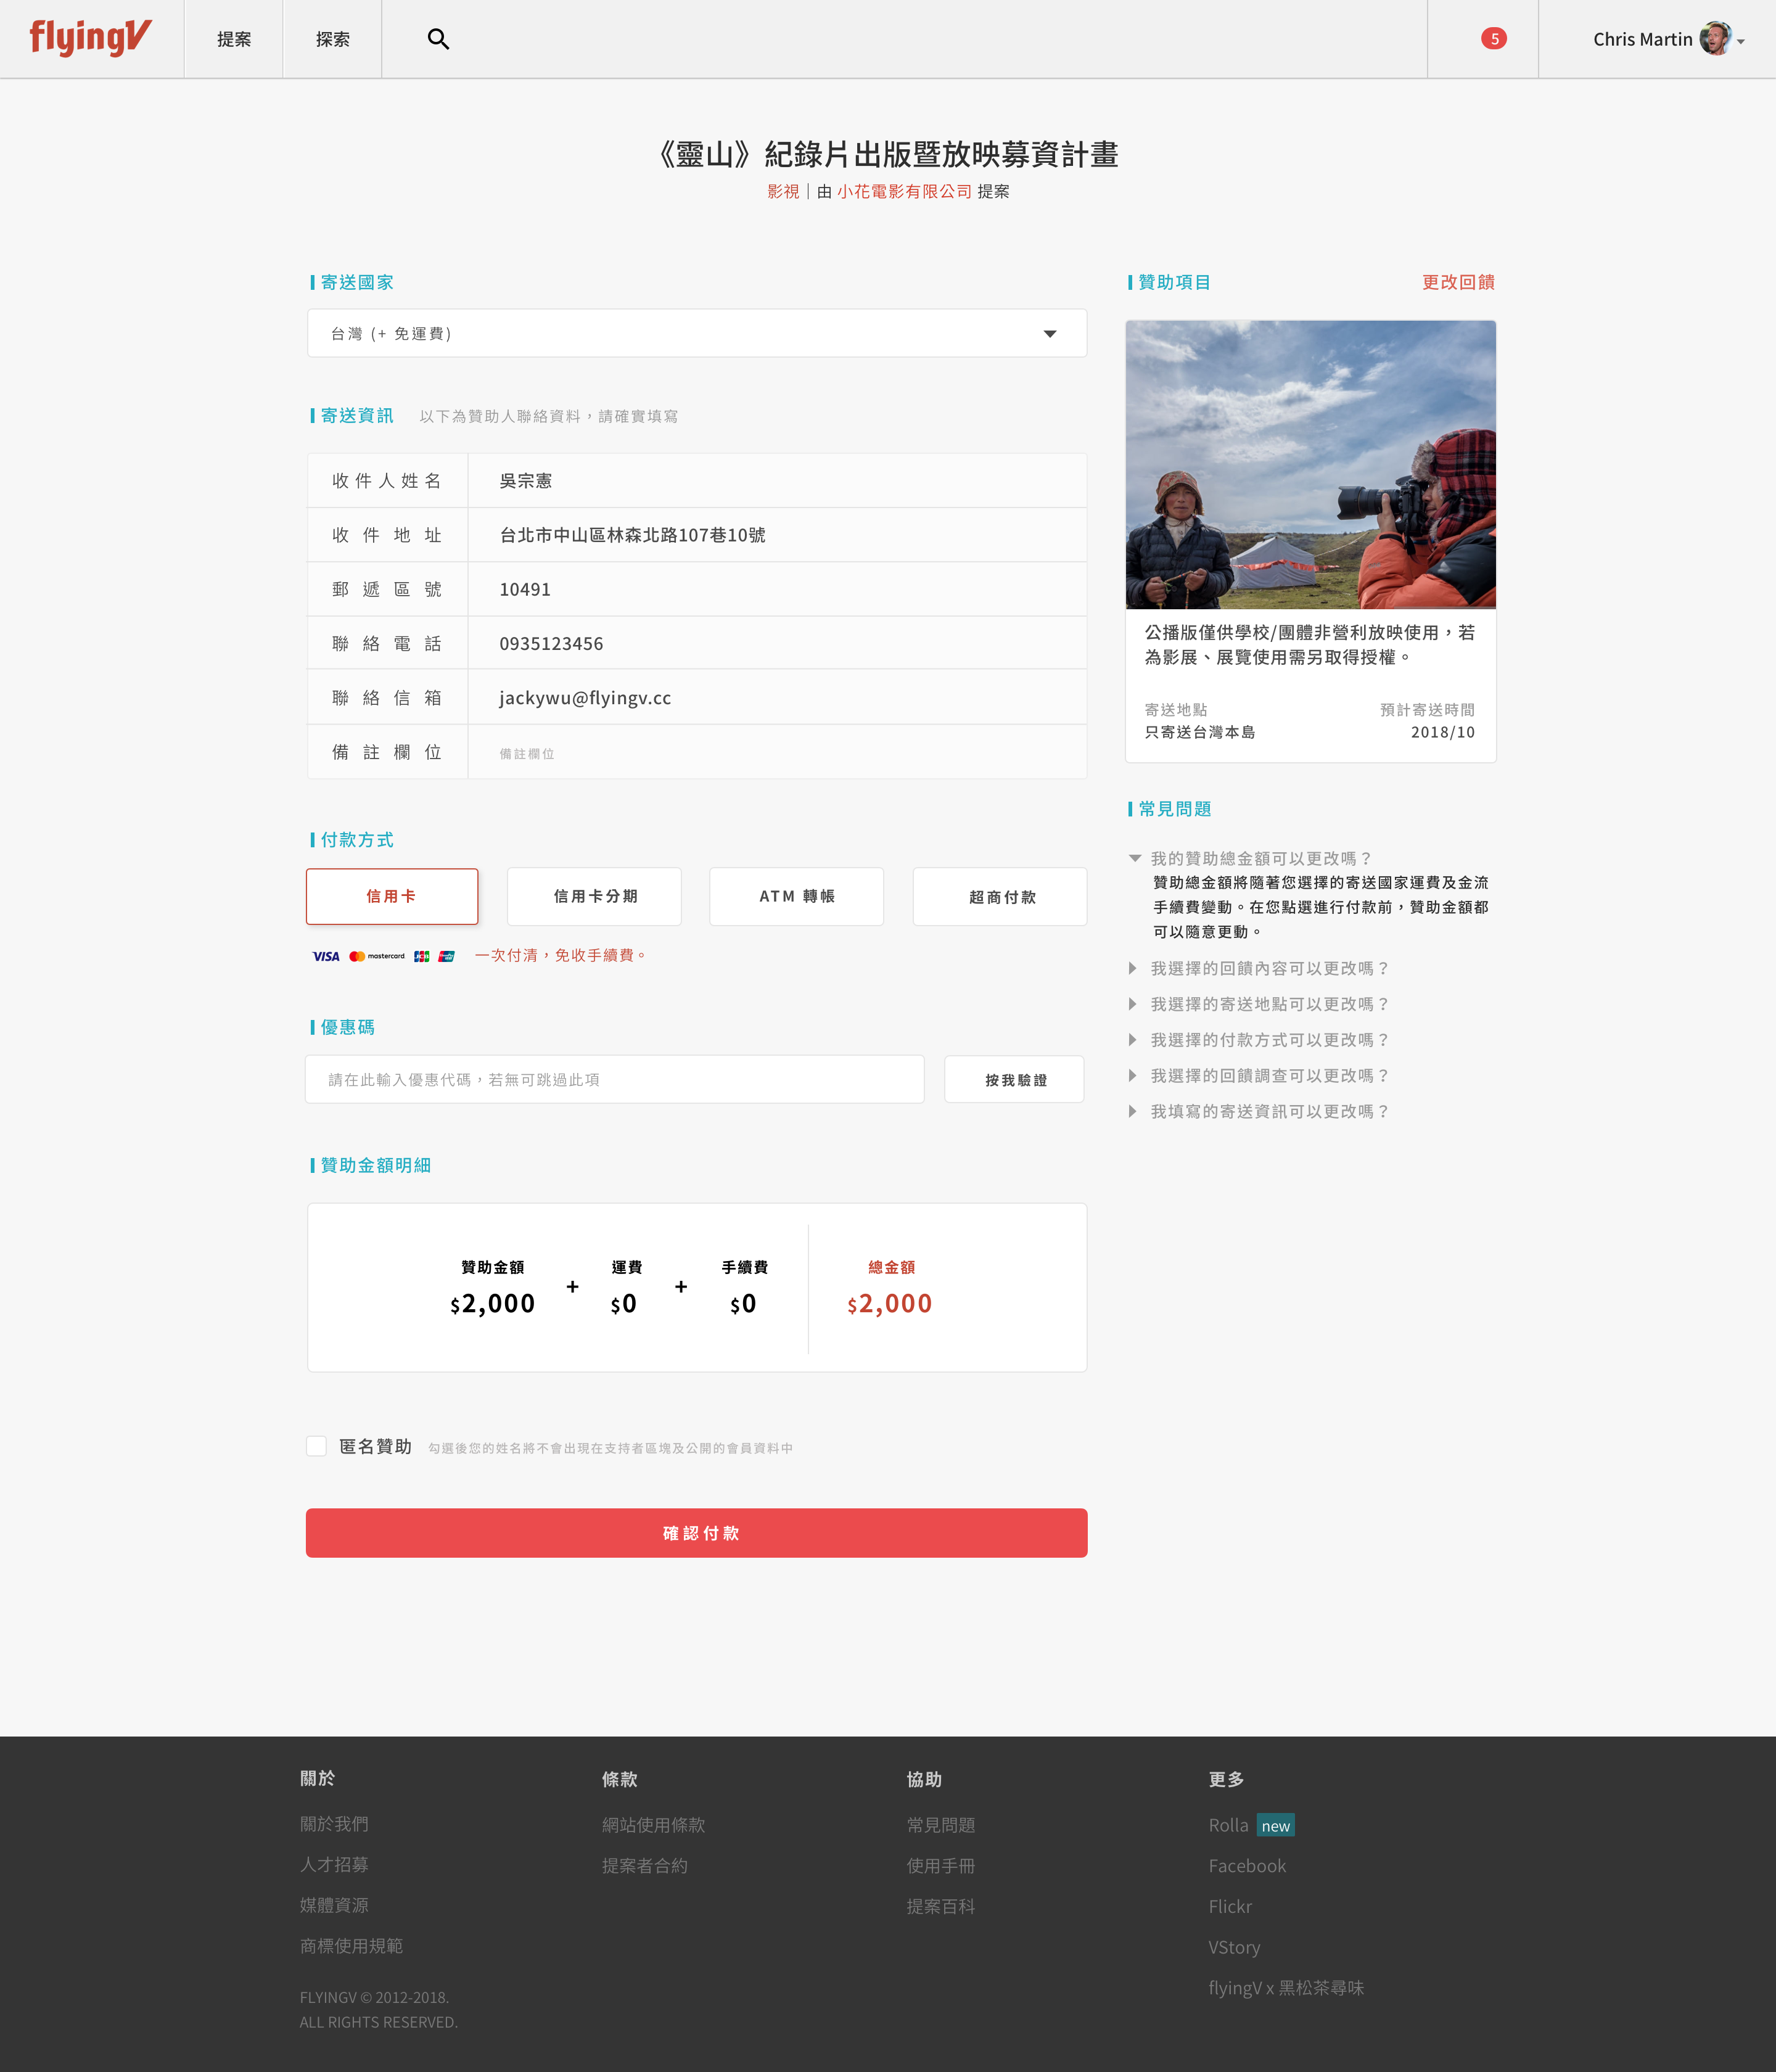 flyingV
提案
探索
5
Chris Martin
《靈山》紀錄片出版暨放映募資計畫
影視｜由 小花電影有限公司 提案
寄送國家
台灣 (+ 免運費)
寄送資訊 以下為贊助人聯絡資料，請確實填寫
收件人姓名 吳宗憲
收件地址 台北市中山區林森北路107巷10號
郵遞區號 10491
聯絡電話 0935123456
聯絡信箱 jackywu@flyingv.cc
備註欄位 備註欄位
付款方式
信用卡
信用卡分期
ATM 轉帳
超商付款
VISA mastercard JCB 一次付清，免收手續費。
優惠碼
請在此輸入優惠代碼，若無可跳過此項
按我驗證
贊助金額明細
贊助金額 + 運費 + 手續費 總金額
$2,000 $0 $0 $2,000
匿名贊助 勾選後您的姓名將不會出現在支持者區塊及公開的會員資料中
確認付款
贊助項目 更改回饋
公播版僅供學校/團體非營利放映使用，若
為影展、展覽使用需另取得授權。
寄送地點 預計寄送時間
只寄送台灣本島 2018/10
常見問題
我的贊助總金額可以更改嗎？
贊助總金額將隨著您選擇的寄送國家運費及金流
手續費變動。在您點選進行付款前，贊助金額都
可以隨意更動。
我選擇的回饋內容可以更改嗎？
我選擇的寄送地點可以更改嗎？
我選擇的付款方式可以更改嗎？
我選擇的回饋調查可以更改嗎？
我填寫的寄送資訊可以更改嗎？
關於
關於我們
人才招募
媒體資源
商標使用規範
FLYINGV © 2012-2018.
ALL RIGHTS RESERVED.
條款
網站使用條款
提案者合約
協助
常見問題
使用手冊
提案百科
更多
Rolla new
Facebook
Flickr
VStory
flyingV x 黑松茶尋味